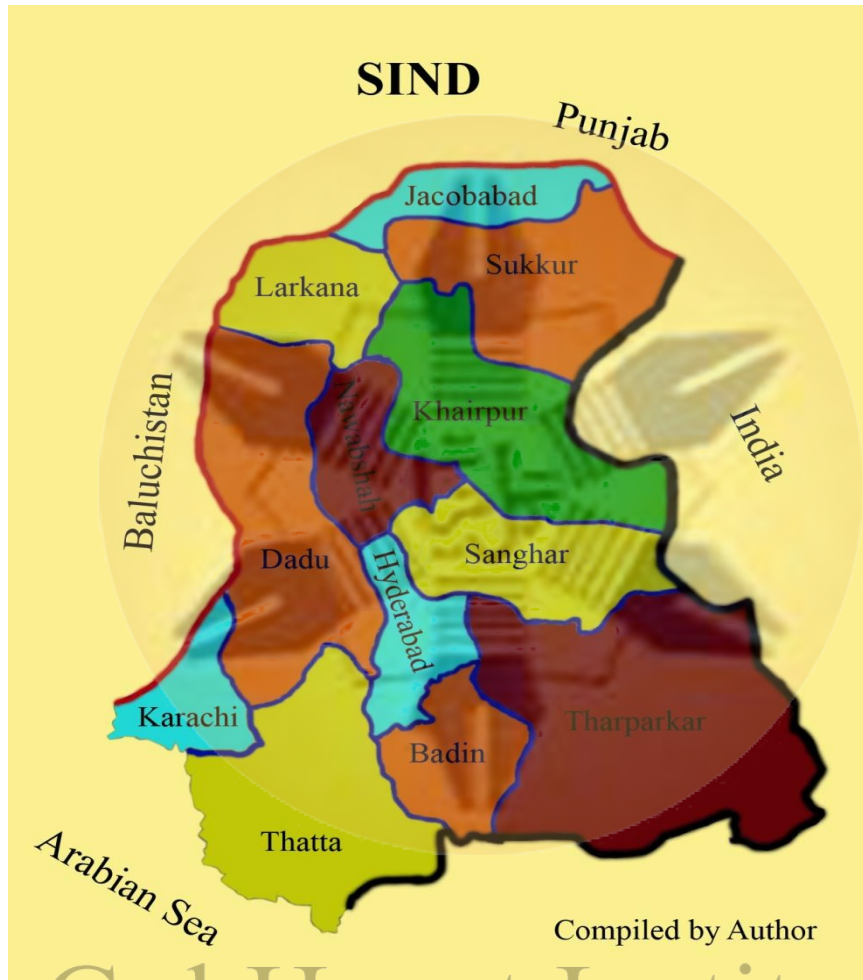 SIND
Punjab
Jacobabad
Sukkur
Larkana
Khairpur
Nawabshah
Baluchistan
India
Sanghar
Dadu
Hyderabad
Karachi
Tharparkar
Badin
Thatta
Arabian Sea
Compiled by Author